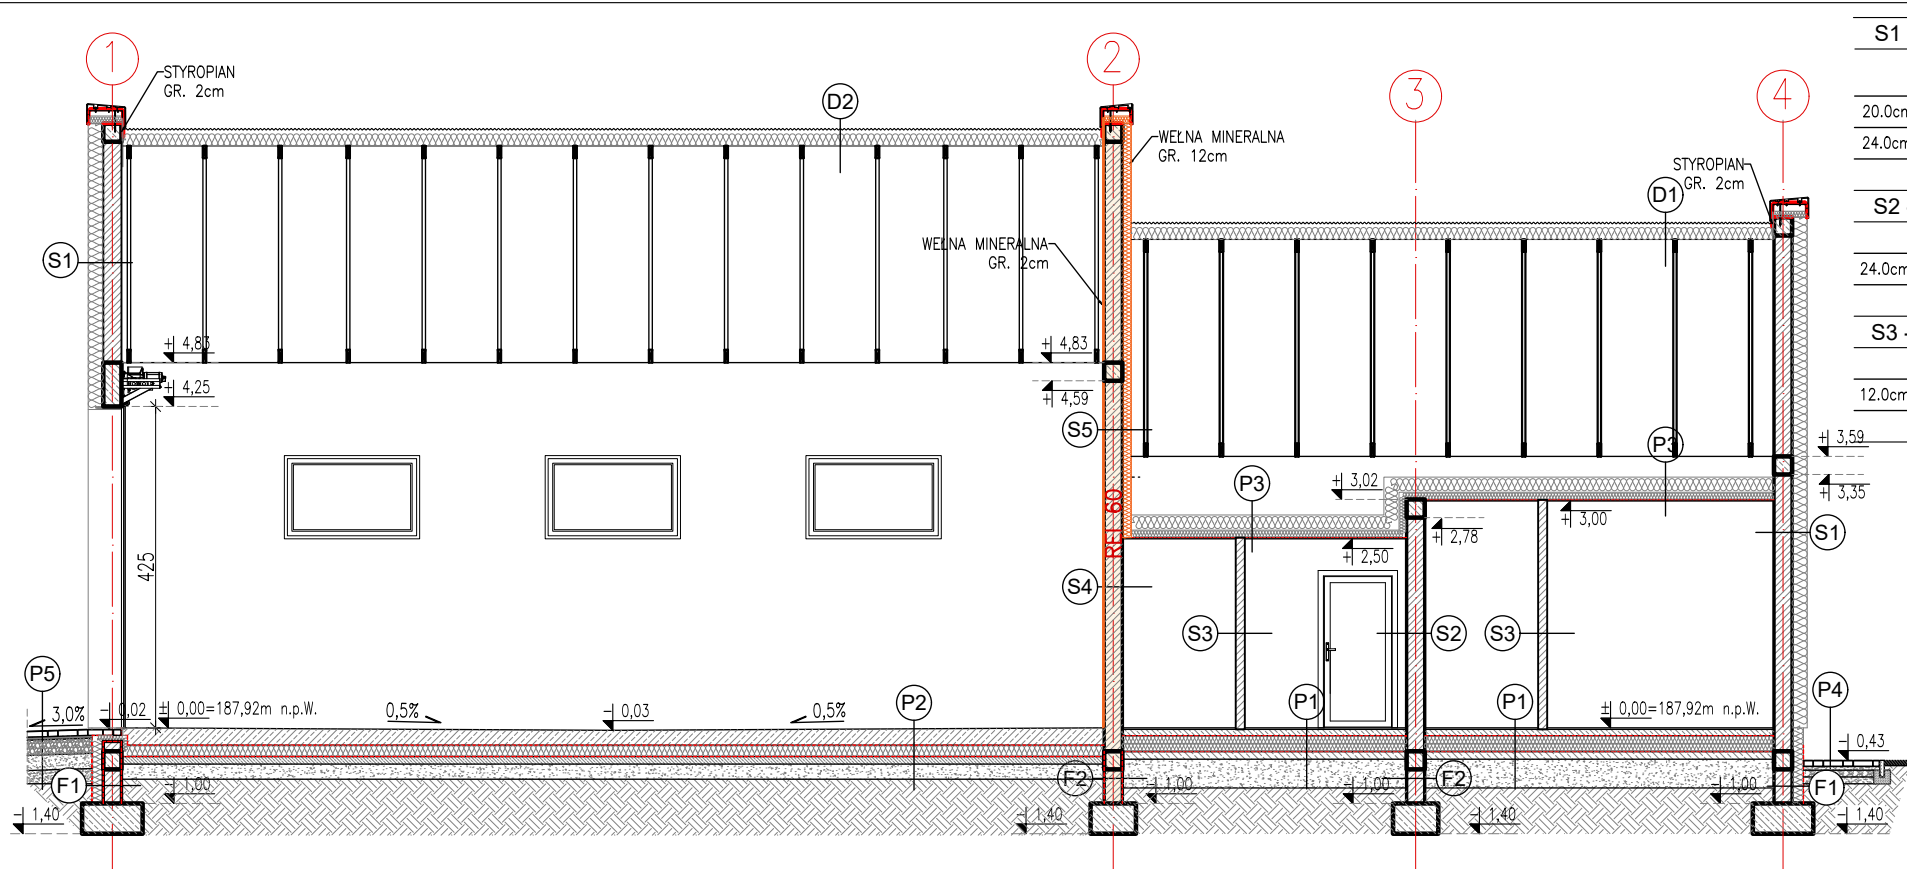 1
2
3
4
S1
STYROPIAN
GR. 2cm
D2
20.0cm
WEŁNA MINERALNA
GR. 12cm
24.0cm
STYROPIAN
GR. 2cm
D1
S2
WEŁNA MINERALNA
GR. 2cm
S1
24.0cm
S3 -
+ 4,83
+ 4,83
+ 4,25
+ 4,59
12.0cm
S5
P3
+ 3,59
+ 3,02
P3
+ 3,35
REI 60
+ 3,00
+ 2,78
S1
+ 2,50
425
S4
S3
S2
S3
P5
P2
P1
P1
P4
3,0%
- 0,02
± 0,00=187,92m n.p.W.
0,5%
- 0,03
0,5%
± 0,00=187,92m n.p.W.
- 0,43
F1
- 1,00
F2
- 1,00
- 1,00
F2
- 1,00
F1
- 1,40
- 1,40
- 1,40
- 1,40